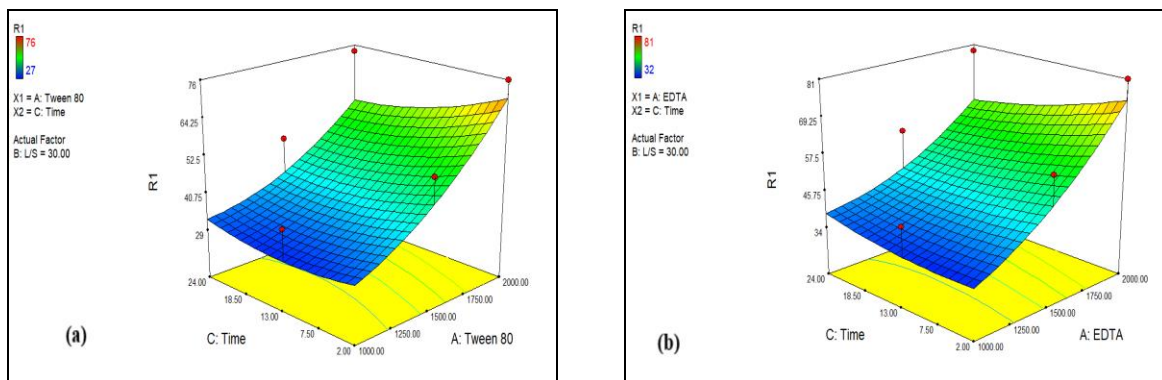 R1
76
27
X1 = A: Tween 80
X2 = C: Time
Actual Factor
B: L/S = 30.00
76
64.25
52.5
40.75
29
R1
24.00
18.50
13.00
7.50
2.00
C: Time
2000.00
1750.00
1500.00
1250.00
1000.00
A: Tween 80
(a)
R1
81
32
X1 = A: EDTA
X2 = C: Time
Actual Factor
B: L/S = 30.00
81
69.25
57.5
45.75
34
R1
24.00
18.50
13.00
7.50
2.00
C: Time
2000.00
1750.00
1500.00
1250.00
1000.00
A: EDTA
(b)